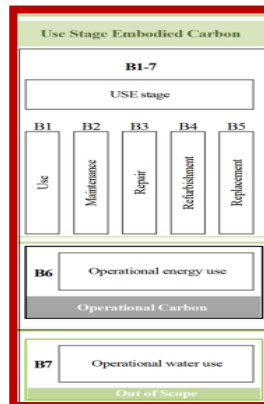 Use Stage Embodied Carbon
B1-7
USE stage
B1 B2 B3 B4 B5
Use
Maintenance
Repair
Refurbishment
Replacement
B6 Operational energy use
Operational Carbon
B7 Operational water use
Out of Scope